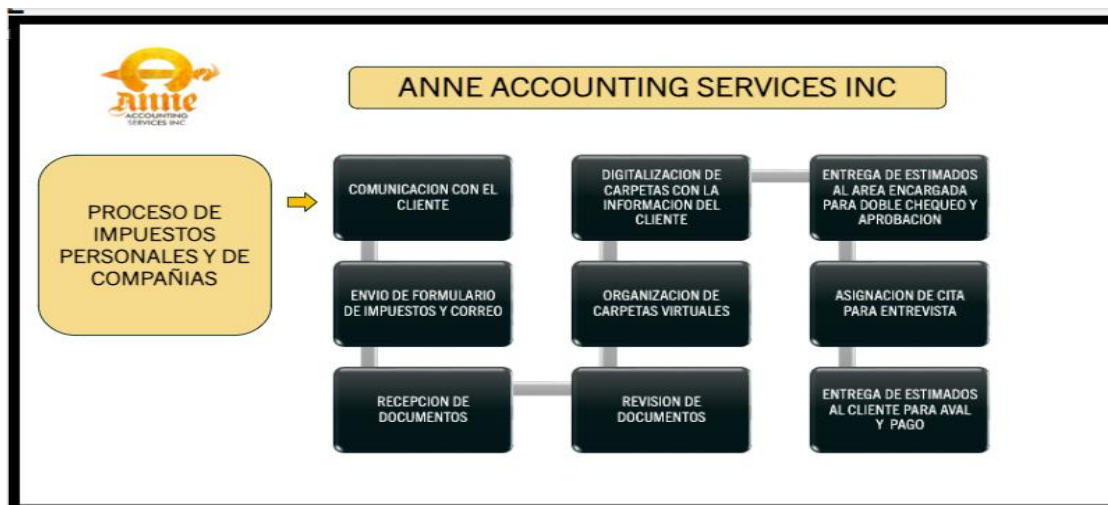 Anne
ACCOUNTING
SERVICES INC
ANNE ACCOUNTING SERVICES INC
PROCESO DE
IMPUESTOS
PERSONALES Y DE
COMPAÑIAS
COMUNICACION CON EL
CLIENTE
ENVIO DE FORMULARIO
DE IMPUESTOS Y CORREO
RECEPCION DE
DOCUMENTOS
REVISION DE
DOCUMENTOS
ORGANIZACION DE
CARPETAS VIRTUALES
DIGITALIZACION DE
CARPETAS CON LA
INFORMACION DEL
CLIENTE
ENTREGA DE ESTIMADOS
AL AREA ENCARGADA
PARA DOBLE CHEQUEO Y
APROBACION
ASIGNACION DE CITA
PARA ENTREVISTA
ENTREGA DE ESTIMADOS
AL CLIENTE PARA AVAL
Y PAGO